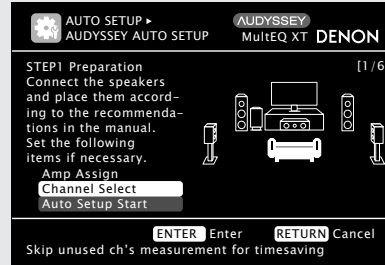 AUTO SETUP ▸
AUDYSSEY AUTO SETUP
AUDYSSEY
MultEQ XT DENON
STEP1 Preparation
[1/6
Connect the speakers
and place them accord-
ing to the recommenda-
tions in the manual.
Set the following
items if necessary.
Amp Assign
Channel Select
Auto Setup Start
ENTER Enter RETURN Cancel
Skip unused ch's measurement for timesaving